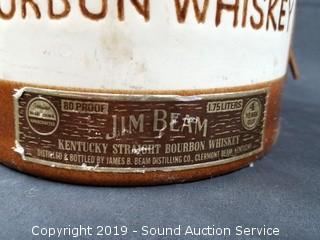 URBON WHISKEY
80 PROOF
1.75 LITERS
JIM BEAM
KENTUCKY STRAIGHT BOURBON WHISKEY
DISTILLED & BOTTLED BY JAMES B. BEAM DISTILLING CO., CLERMONT BEAM, KENTUCKY
Copyright 2019 - Sound Auction Service